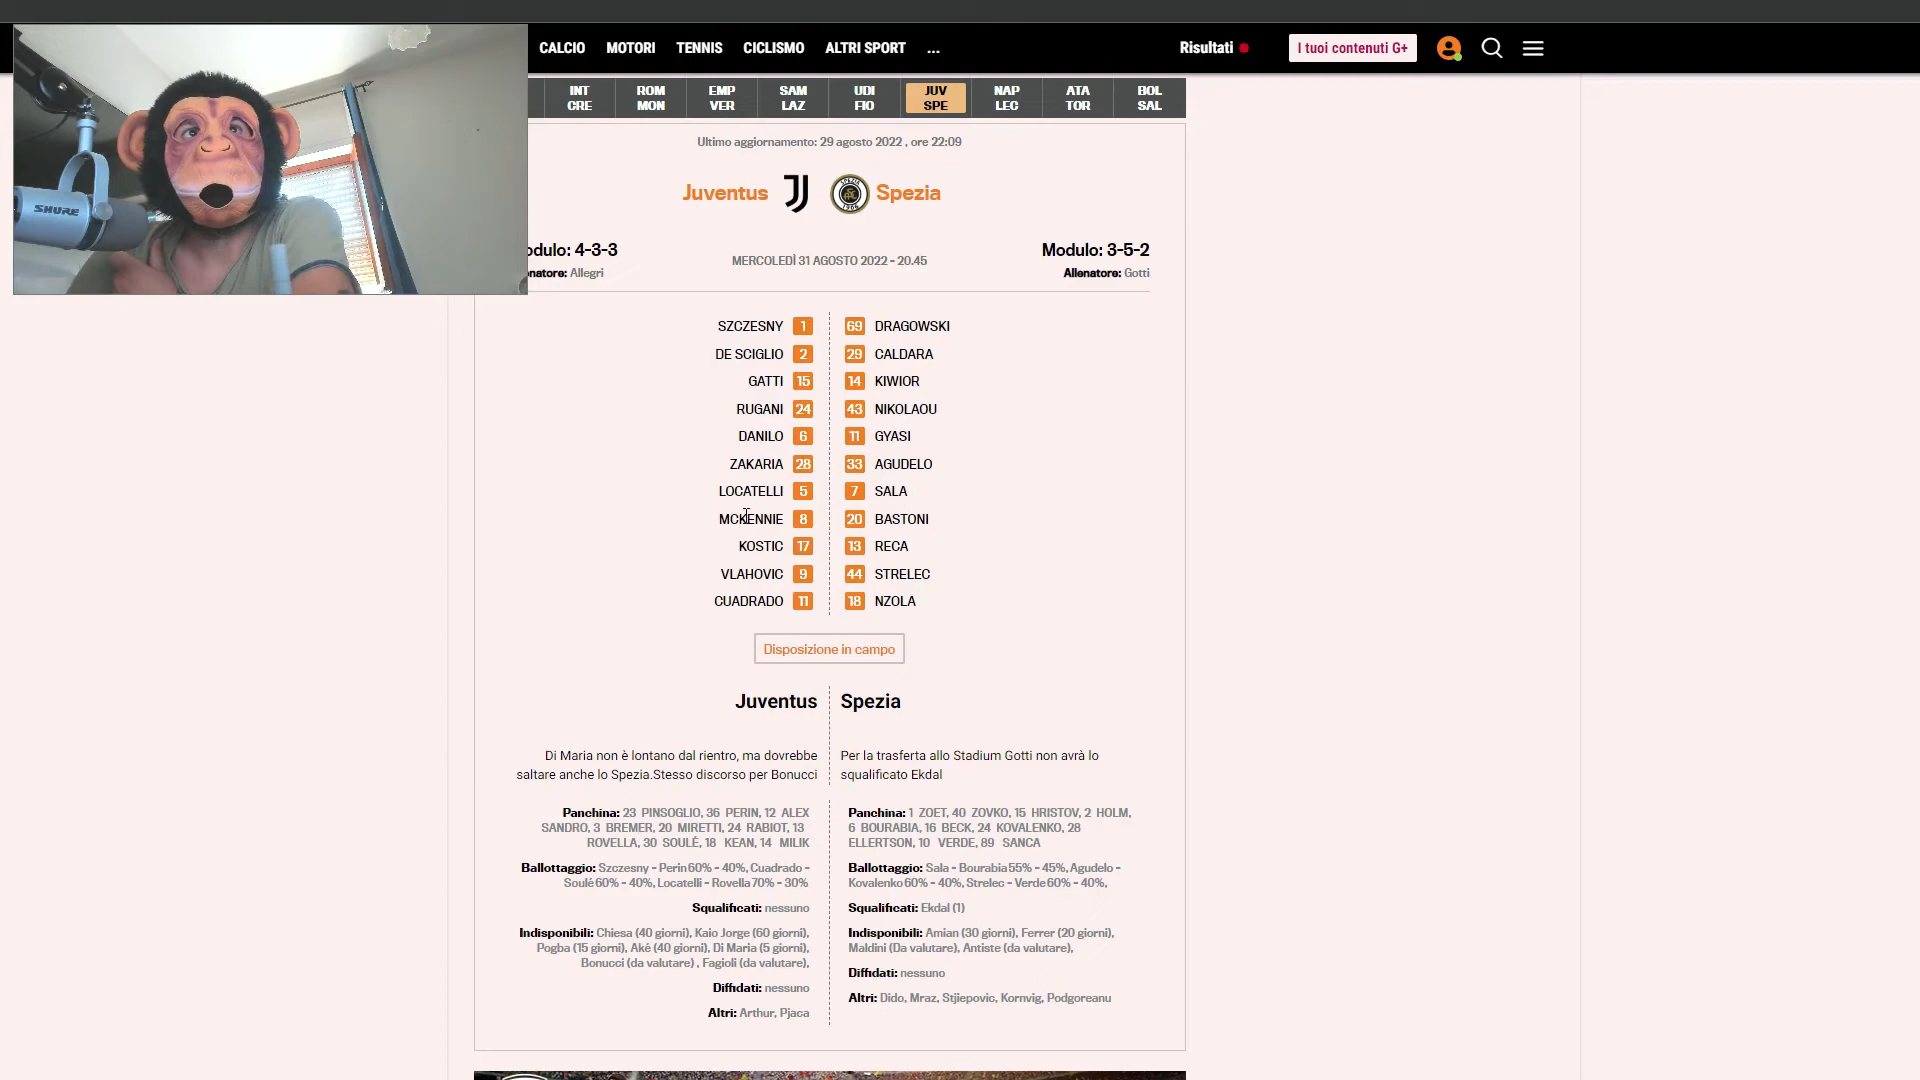 CALCIO MOTORI TENNIS CICLISMO ALTRI SPORT ...
Risultati
I tuoi contenuti G+
INT CRE
ROM MON
EMP VER
SAM LAZ
UDI FIO
JUV SPE
NAP LEC
ATA TOR
BOL SAL
SHURE
Ultimo aggiornamento: 29 agosto 2022 , ore 22:09
Juventus Spezia
odulo: 4-3-3
Modulo: 3-5-2
MERCOLEDÌ 31 AGOSTO 2022 - 20.45
natore: Allegri
Allenatore: Gotti
SZCZESNY 1 69 DRAGOWSKI
DE SCIGLIO 2 29 CALDARA
GATTI 15 14 KIWIOR
RUGANI 24 43 NIKOLAOU
DANILO 6 11 GYASI
ZAKARIA 28 33 AGUDELO
LOCATELLI 5 7 SALA
MCKENNIE 8 20 BASTONI
KOSTIC 17 13 RECA
VLAHOVIC 9 44 STRELEC
CUADRADO 11 18 NZOLA
Disposizione in campo
Juventus
Di Maria non è lontano dal rientro, ma dovrebbe
saltare anche lo Spezia.Stesso discorso per Bonucci
Panchina: 23 PINSOGLIO, 36 PERIN, 12 ALEX
SANDRO, 3 BREMER, 20 MIRETTI, 24 RABIOT, 13
ROVELLA, 30 SOULÉ, 18 KEAN, 14 MILIK
Ballottaggio: Szczesny - Perin 60% - 40%, Cuadrado -
Soulé 60% - 40%, Locatelli - Rovella 70% - 30%
Squalificati: nessuno
Indisponibili: Chiesa (40 giorni), Kaio Jorge (60 giorni),
Pogba (15 giorni), Aké (40 giorni), Di Maria (5 giorni),
Bonucci (da valutare) , Fagioli (da valutare),
Diffidati: nessuno
Altri: Arthur, Pjaca
Spezia
Per la trasferta allo Stadium Gotti non avrà lo
squalificato Ekdal
Panchina: 1 ZOET, 40 ZOVKO, 15 HRISTOV, 2 HOLM,
6 BOURABIA, 16 BECK, 24 KOVALENKO, 28
ELLERTSON, 10 VERDE, 89 SANCA
Ballottaggio: Sala - Bourabia 55% - 45%, Agudelo -
Kovalenko 60% - 40%, Strelec - Verde 60% - 40%,
Squalificati: Ekdal (1)
Indisponibili: Amian (30 giorni), Ferrer (20 giorni),
Maldini (Da valutare), Antiste (da valutare),
Diffidati: nessuno
Altri: Dido, Mraz, Stjiepovic, Kornvig, Podgoreanu